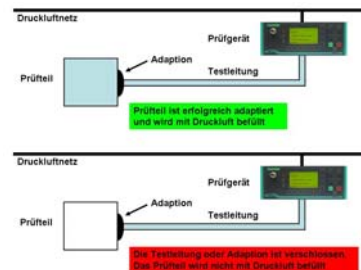 Druckluftnetz
Prüfgerät
Adaption
Prüfteil
Testleitung
Prüfteil ist erfolgreich adaptiert
und wird mit Druckluft befüllt
Druckluftnetz
Prüfgerät
Adaption
Prüfteil
Testleitung
Die Testleitung oder Adaption ist verschlossen.
Das Prüfteil wird nicht mit Druckluft befüllt